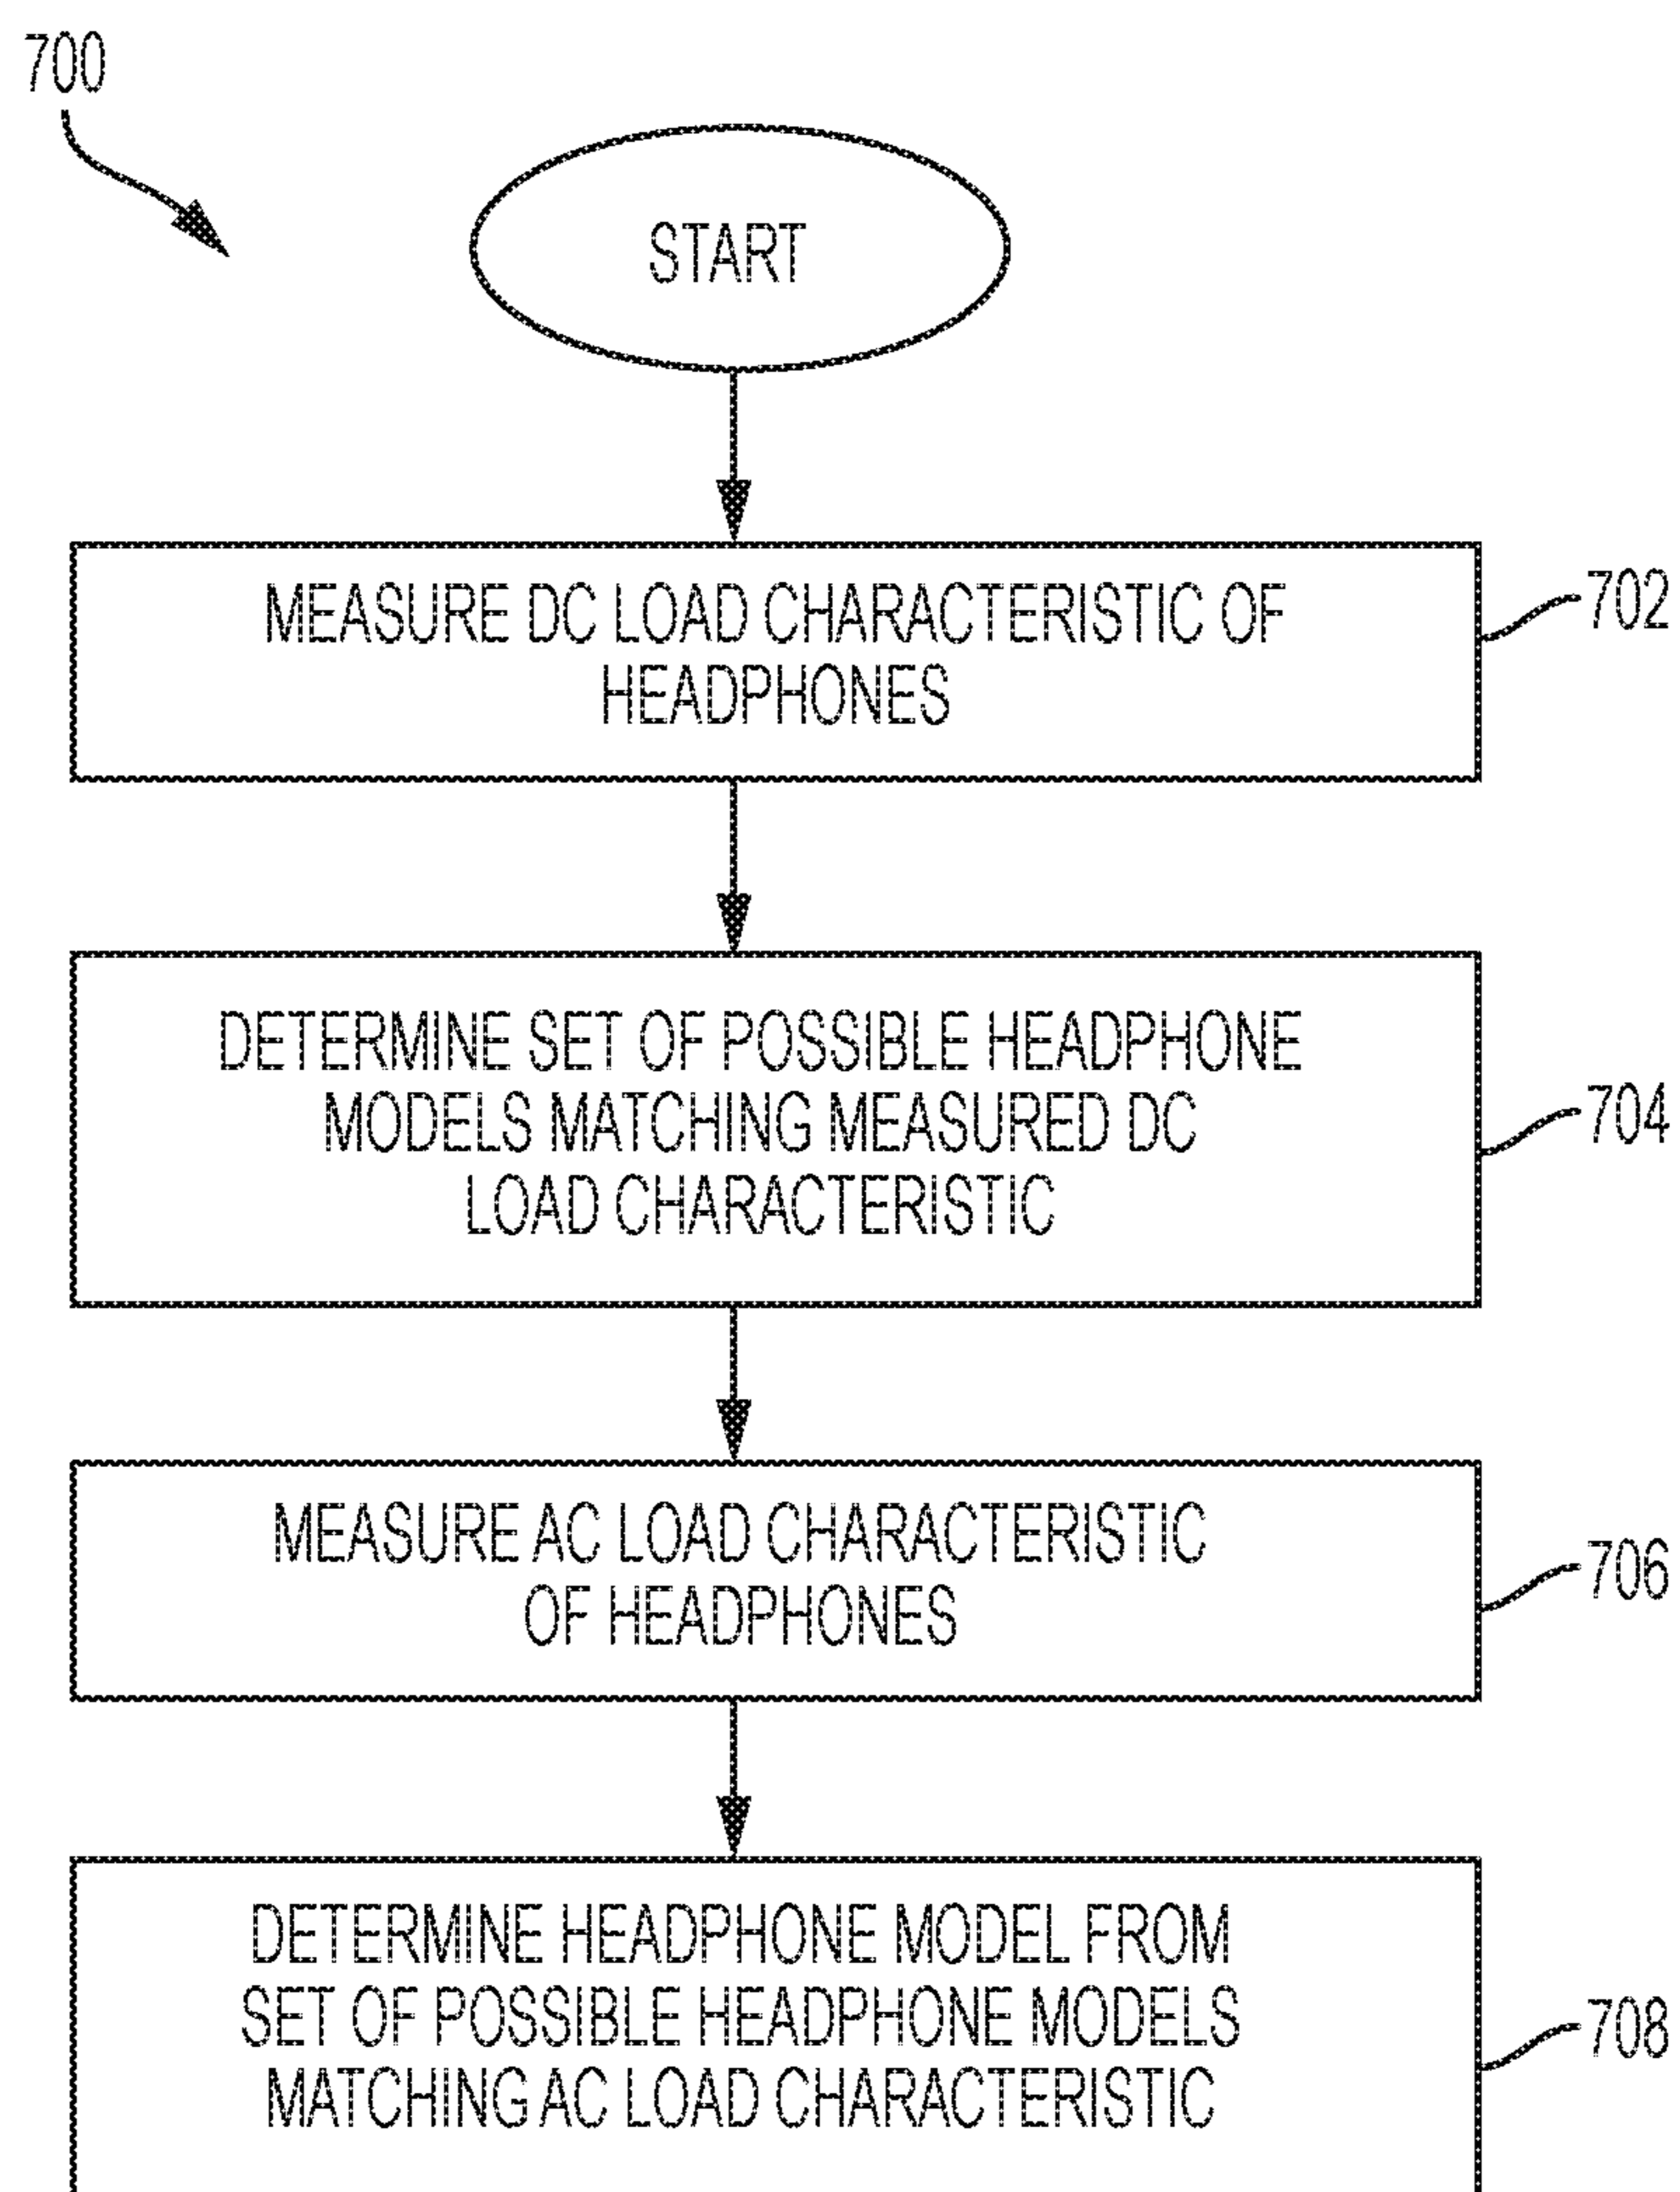 700
START
MEASURE DC LOAD CHARACTERISTIC OF
HEADPHONES
702
DETERMINE SET OF POSSIBLE HEADPHONE
MODELS MATCHING MEASURED DC
LOAD CHARACTERISTIC
704
MEASURE AC LOAD CHARACTERISTIC
OF HEADPHONES
706
DETERMINE HEADPHONE MODEL FROM
SET OF POSSIBLE HEADPHONE MODELS
MATCHING AC LOAD CHARACTERISTIC
708